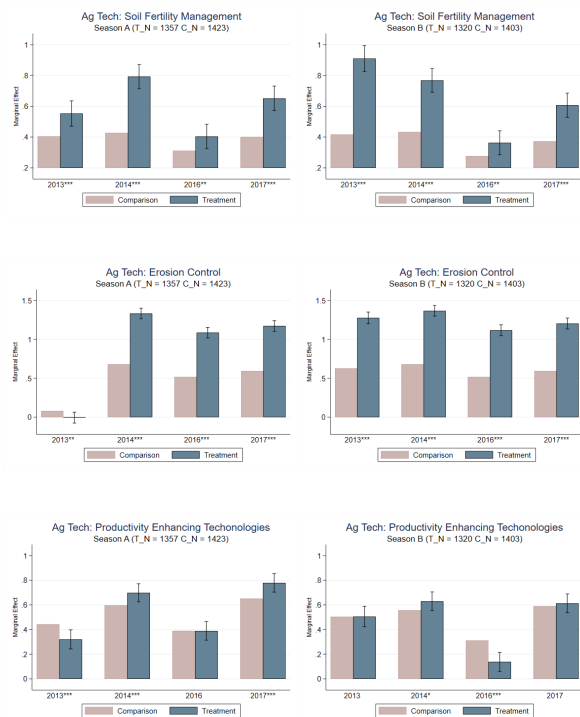 Ag Tech: Soil Fertility Management
Season A (T_N = 1357 C_N = 1423)
Marginal Effect
1
.8
.6
.4
.2
2013***
2014***
2016**
2017***
Comparison
Treatment
Ag Tech: Soil Fertility Management
Season B (T_N = 1320 C_N = 1403)
Marginal Effect
1
.8
.6
.4
.2
2013***
2014***
2016**
2017***
Comparison
Treatment
Ag Tech: Erosion Control
Season A (T_N = 1357 C_N = 1423)
Marginal Effect
1.5
1
.5
0
2013**
2014***
2016***
2017***
Comparison
Treatment
Ag Tech: Erosion Control
Season B (T_N = 1320 C_N = 1403)
Marginal Effect
1.5
1
.5
0
2013***
2014***
2016***
2017***
Comparison
Treatment
Ag Tech: Productivity Enhancing Techonologies
Season A (T_N = 1357 C_N = 1423)
Marginal Effect
1
.8
.6
.4
.2
0
2013***
2014***
2016
2017***
Comparison
Treatment
Ag Tech: Productivity Enhancing Techonologies
Season B (T_N = 1320 C_N = 1403)
Marginal Effect
1
.8
.6
.4
.2
0
2013
2014*
2016***
2017
Comparison
Treatment